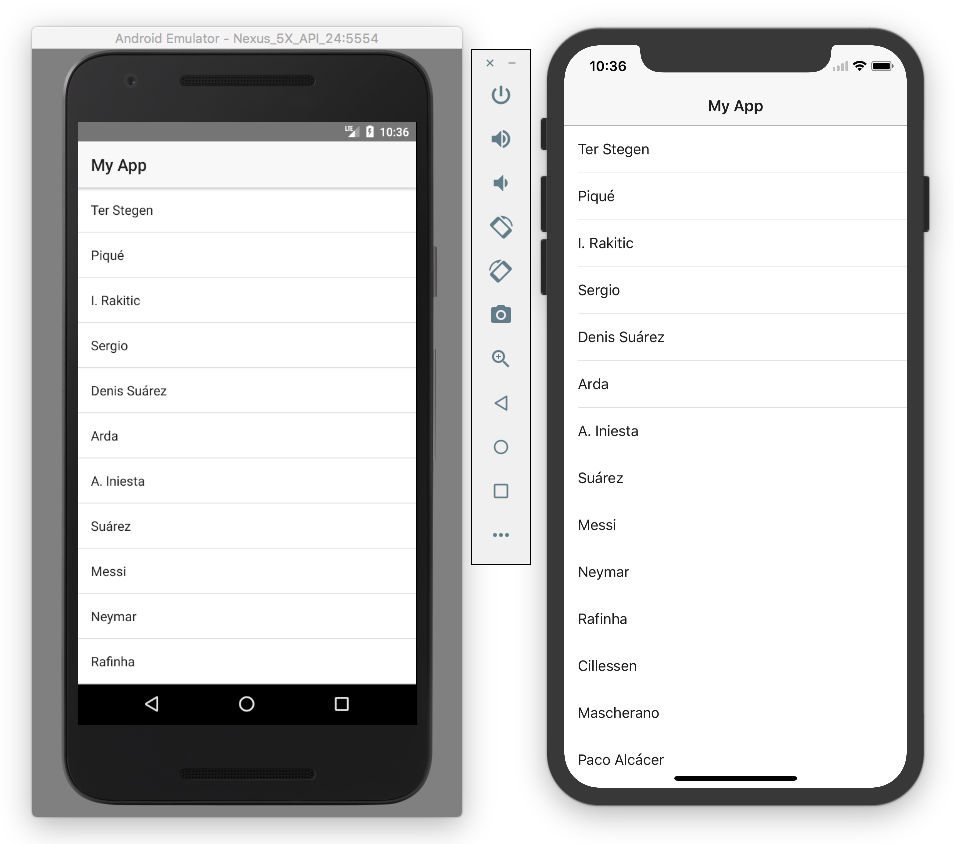 Android Emulator - Nexus_5X_API_24:5554
LTE 10:36
My App
Ter Stegen
Piqué
I. Rakitic
Sergio
Denis Suárez
Arda
A. Iniesta
Suárez
Messi
Neymar
Rafinha
10:36
My App
Ter Stegen
Piqué
I. Rakitic
Sergio
Denis Suárez
Arda
A. Iniesta
Suárez
Messi
Neymar
Rafinha
Cillessen
Mascherano
Paco Alcácer